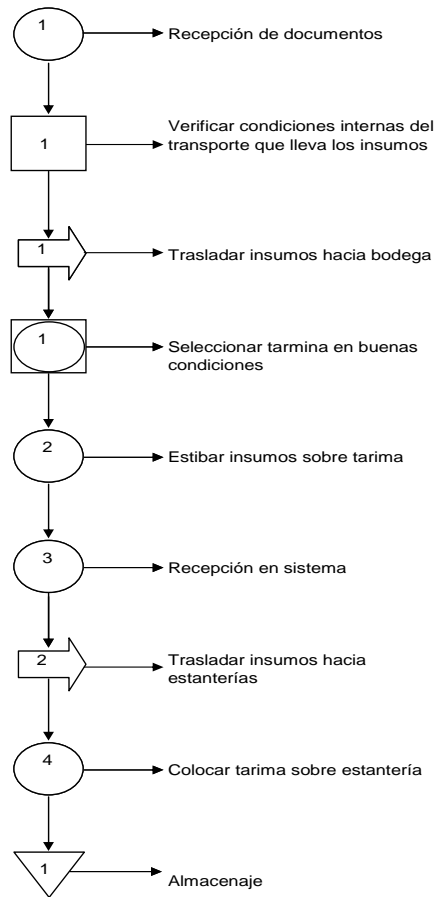 1
Recepción de documentos
1
Verificar condiciones internas del
transporte que lleva los insumos
1
Trasladar insumos hacia bodega
1
Seleccionar tarmina en buenas
condiciones
2
Estibar insumos sobre tarima
3
Recepción en sistema
2
Trasladar insumos hacia
estanterías
4
Colocar tarima sobre estantería
1
Almacenaje